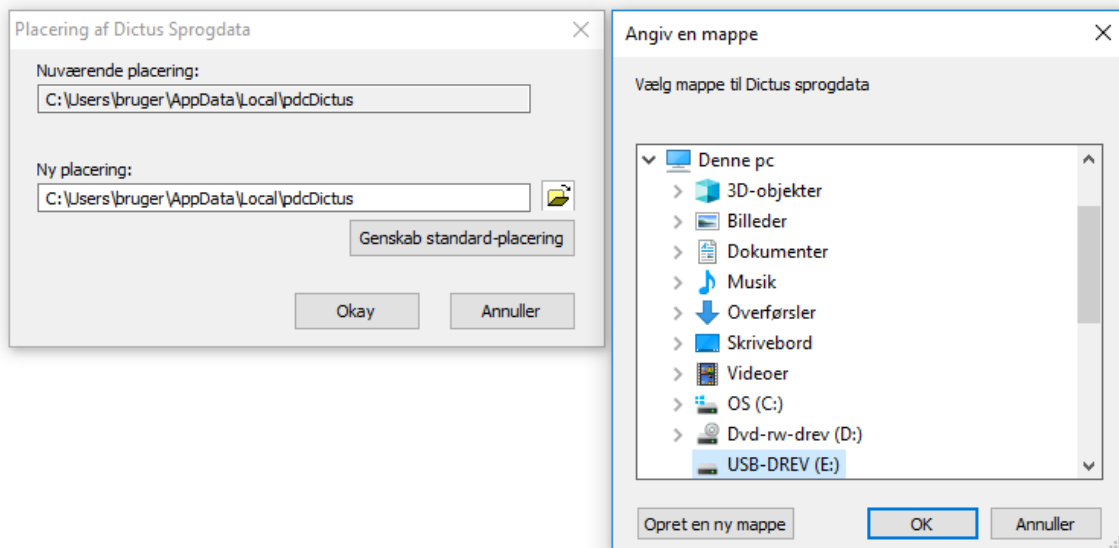 Placering af Dictus Sprogdata
Nuværende placering:
C:\Users\bruger\AppData\Local\pdcDictus
Ny placering:
C:\Users\bruger\AppData\Local\pdcDictus
Genskab standard-placering
Okay
Annuller
Angiv en mappe
Vælg mappe til Dictus sprogdata
Denne pc
3D-objekter
Billeder
Dokumenter
Musik
Overførsler
Skrivebord
Videoer
OS (C:)
Dvd-rw-drev (D:)
USB-DREV (E:)
Opret en ny mappe
OK
Annuller